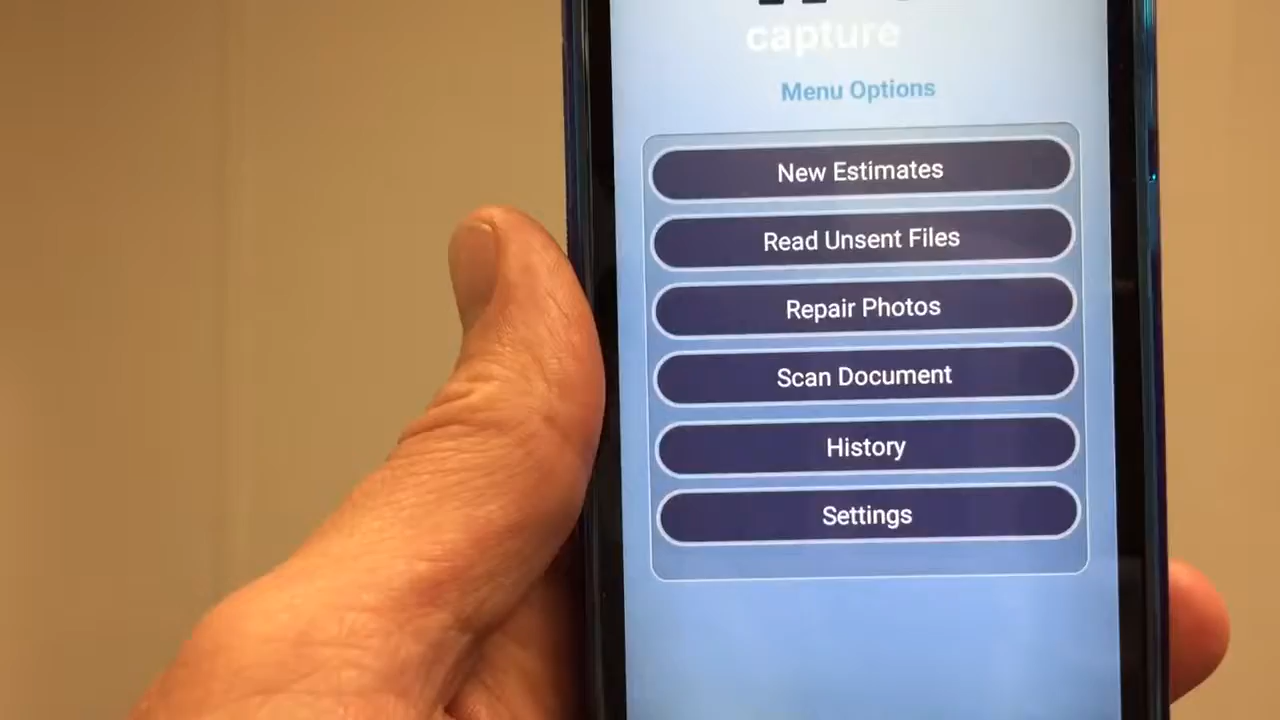 capture
Menu Options
New Estimates
Read Unsent Files
Repair Photos
Scan Document
History
Settings